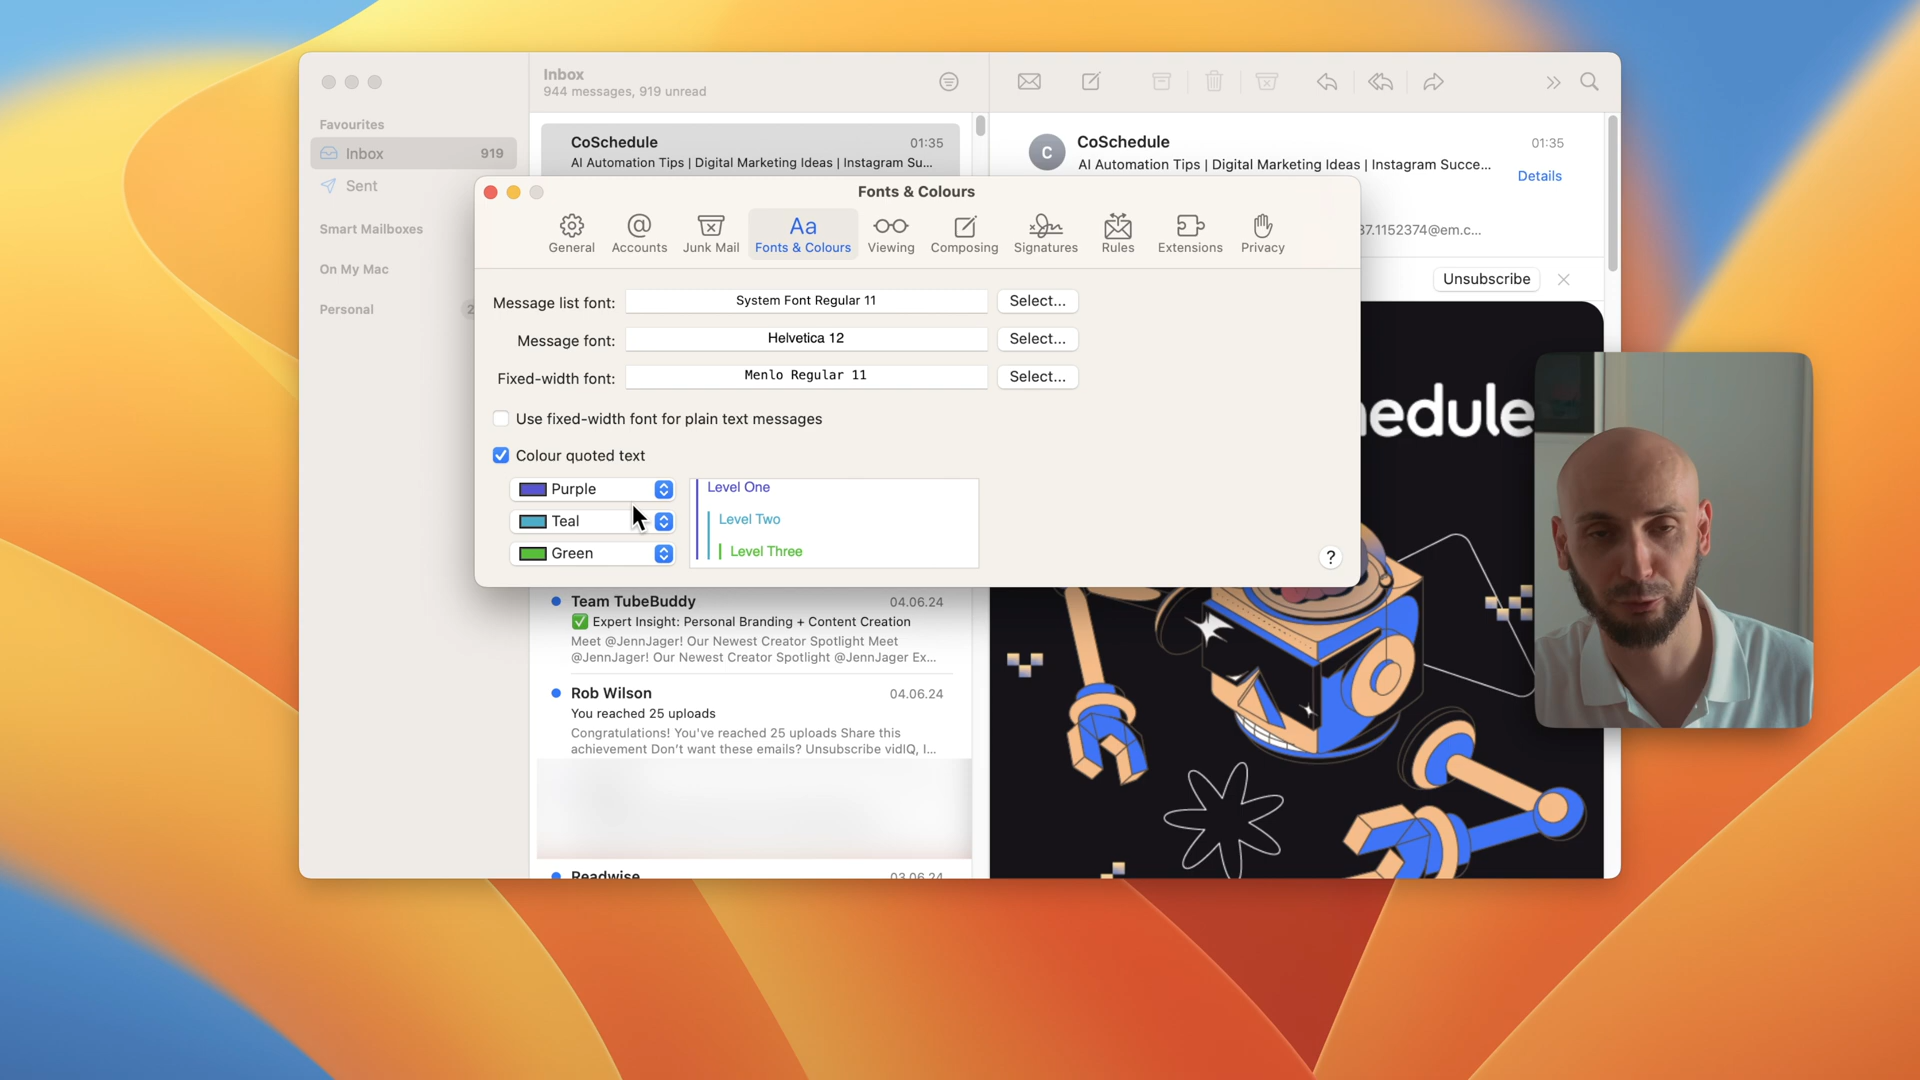 Inbox
944 messages, 919 unread
Favourites
Inbox 919
Sent
Smart Mailboxes
On My Mac
Personal
CoSchedule 01:35
AI Automation Tips | Digital Marketing Ideas | Instagram Su...
C
CoSchedule 01:35
AI Automation Tips | Digital Marketing Ideas | Instagram Succe...
Details
37.1152374@em.c...
Unsubscribe
edule
Fonts & Colours
General
Accounts
Junk Mail
Aa
Fonts & Colours
Viewing
Composing
Signatures
Rules
Extensions
Privacy
Message list font: System Font Regular 11 Select...
Message font: Helvetica 12 Select...
Fixed-width font: Menlo Regular 11 Select...
Use fixed-width font for plain text messages
Colour quoted text
Purple
Teal
Green
Level One
Level Two
Level Three
?
Team TubeBuddy 04.06.24
✅ Expert Insight: Personal Branding + Content Creation
Meet @JennJager! Our Newest Creator Spotlight Meet
@JennJager! Our Newest Creator Spotlight @JennJager Ex...
Rob Wilson 04.06.24
You reached 25 uploads
Congratulations! You've reached 25 uploads Share this
achievement Don't want these emails? Unsubscribe vidIQ, I...
Readwise 03.06.24